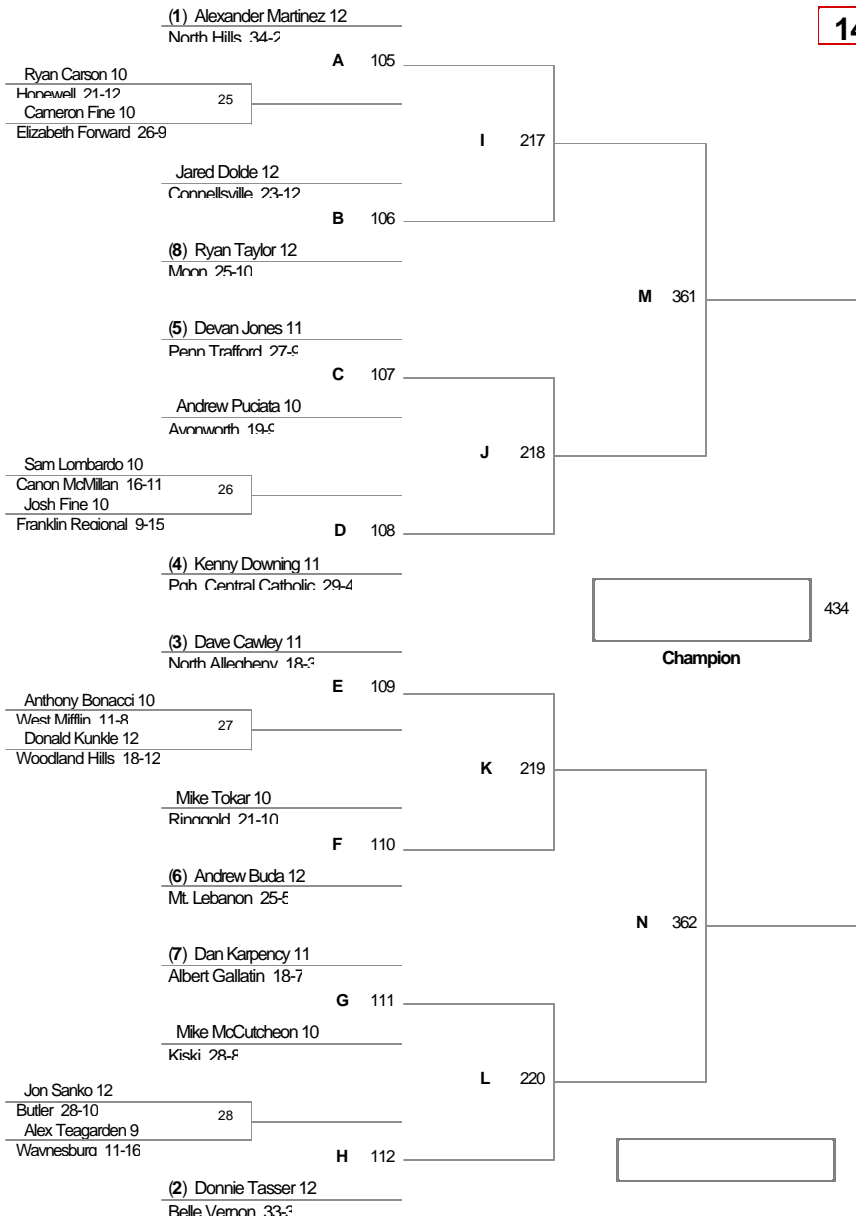 (1) Alexander Martinez 12
North Hills 34-2
14
A 105
Ryan Carson 10
Hopewell 21-12
25
Cameron Fine 10
Elizabeth Forward 26-9
I 217
Jared Dolde 12
Connellsville 23-12
B 106
(8) Ryan Taylor 12
Moon 25-10
M 361
(5) Devan Jones 11
Penn Trafford 27-9
C 107
Andrew Puciata 10
Avonworth 19-9
J 218
Sam Lombardo 10
Canon McMillan 16-11
26
Josh Fine 10
Franklin Regional 9-15
D 108
(4) Kenny Downing 11
Pgh. Central Catholic 29-4
434
Champion
(3) Dave Cawley 11
North Allegheny 18-3
E 109
Anthony Bonacci 10
West Mifflin 11-8
27
Donald Kunkle 12
Woodland Hills 18-12
K 219
Mike Tokar 10
Ringgold 21-10
F 110
(6) Andrew Buda 12
Mt. Lebanon 25-5
N 362
(7) Dan Karpency 11
Albert Gallatin 18-7
G 111
Mike McCutcheon 10
Kiski 28-8
L 220
Jon Sanko 12
Butler 28-10
28
Alex Teagarden 9
Waynesburg 11-16
H 112
(2) Donnie Tasser 12
Belle Vernon 33-3